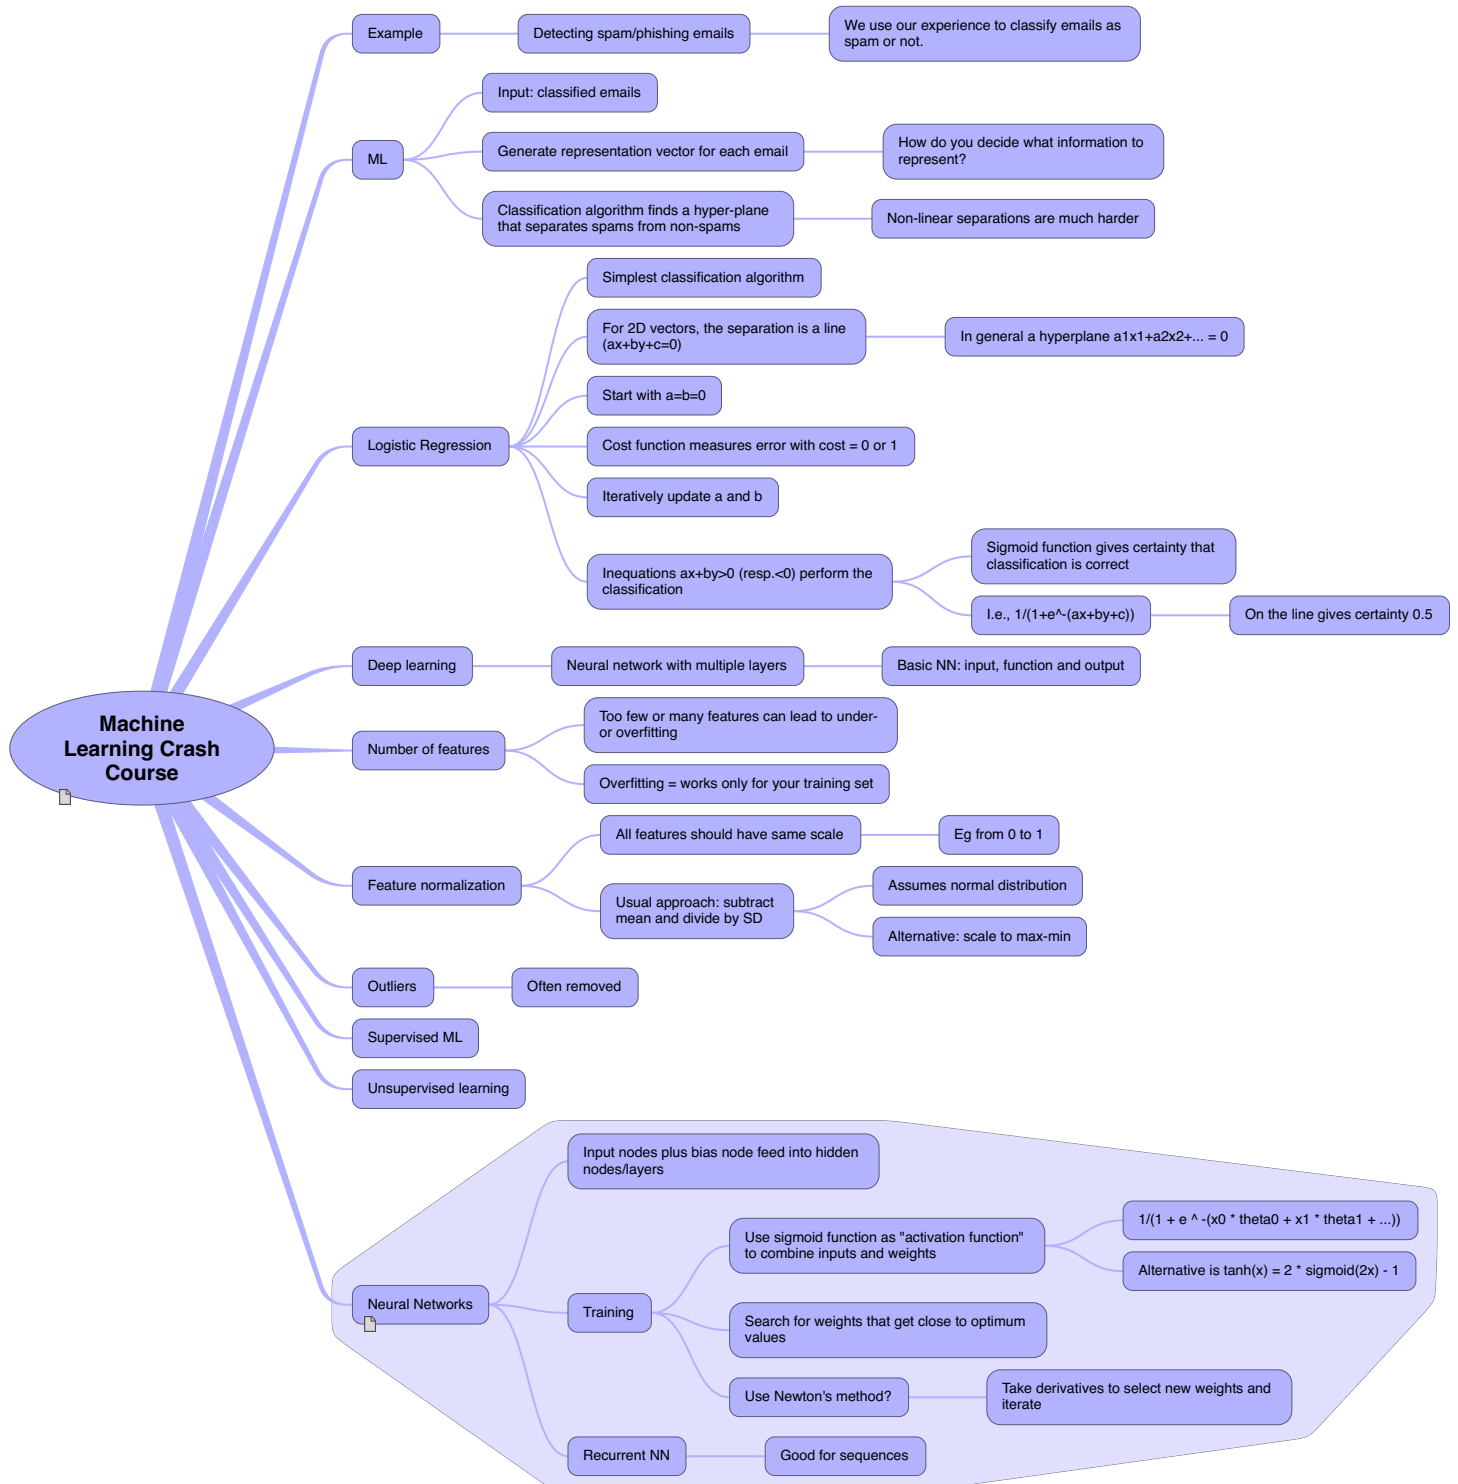 Example
Detecting spam/phishing emails
We use our experience to classify emails as
spam or not.
ML
Input: classified emails
Generate representation vector for each email
How do you decide what information to
represent?
Classification algorithm finds a hyper-plane
that separates spams from non-spams
Non-linear separations are much harder
Logistic Regression
Simplest classification algorithm
For 2D vectors, the separation is a line
(ax+by+c=0)
In general a hyperplane a1x1+a2x2+... = 0
Start with a=b=0
Cost function measures error with cost = 0 or 1
Iteratively update a and b
Inequations ax+by>0 (resp.<0) perform the
classification
Sigmoid function gives certainty that
classification is correct
I.e., 1/(1+e^-(ax+by+c))
On the line gives certainty 0.5
Deep learning
Neural network with multiple layers
Basic NN: input, function and output
Machine
Learning Crash
Course
Number of features
Too few or many features can lead to under-
or overfitting
Overfitting = works only for your training set
Feature normalization
All features should have same scale
Eg from 0 to 1
Usual approach: subtract
mean and divide by SD
Assumes normal distribution
Alternative: scale to max-min
Outliers
Often removed
Supervised ML
Unsupervised learning
Neural Networks
Input nodes plus bias node feed into hidden
nodes/layers
Training
Use sigmoid function as "activation function"
to combine inputs and weights
1/(1 + e ^ -(x0 * theta0 + x1 * theta1 + ...))
Alternative is tanh(x) = 2 * sigmoid(2x) - 1
Search for weights that get close to optimum
values
Use Newton's method?
Take derivatives to select new weights and
iterate
Recurrent NN
Good for sequences